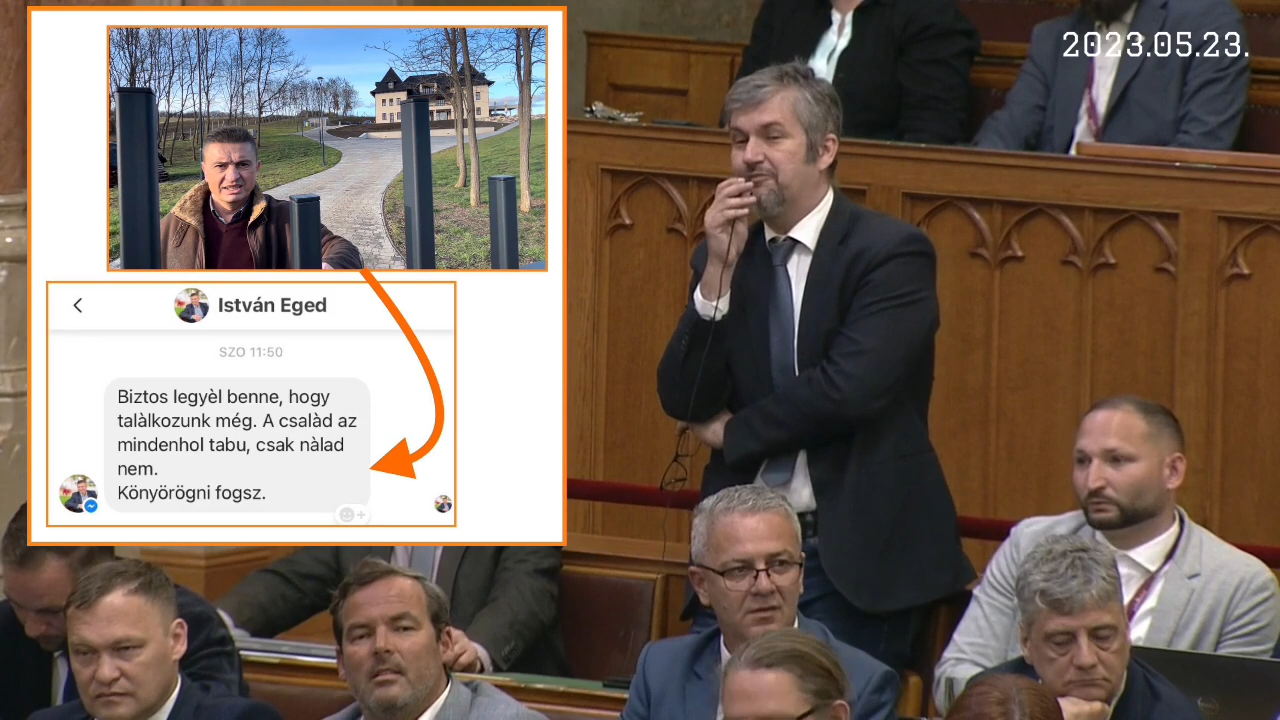 2023.05.23.
István Eged
SZO 11:50
Biztos legyèl benne, hogy
talàlkozunk még. A csalàd az
mindenhol tabu, csak nàlad
nem.
Könyörögni fogsz.